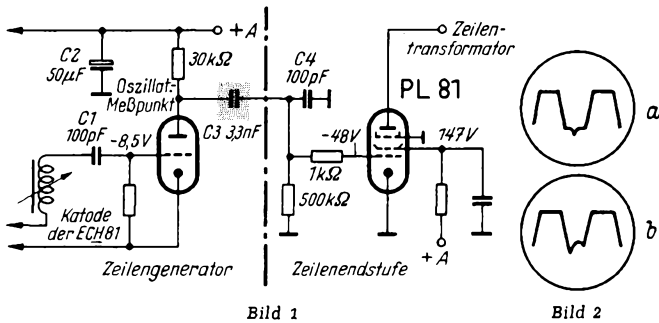 +A
C2
50µF
30kΩ
Oszillat.-
Meßpunkt
C1
100pF
-8,5V
C3 3,3nF
Katode
der ECH81
Zeilengenerator
C4
100pF
-48V
1kΩ
500kΩ
Zeilenendstufe
Zeilen-
transformator
PL 81
147V
+A
a
b
Bild 1
Bild 2